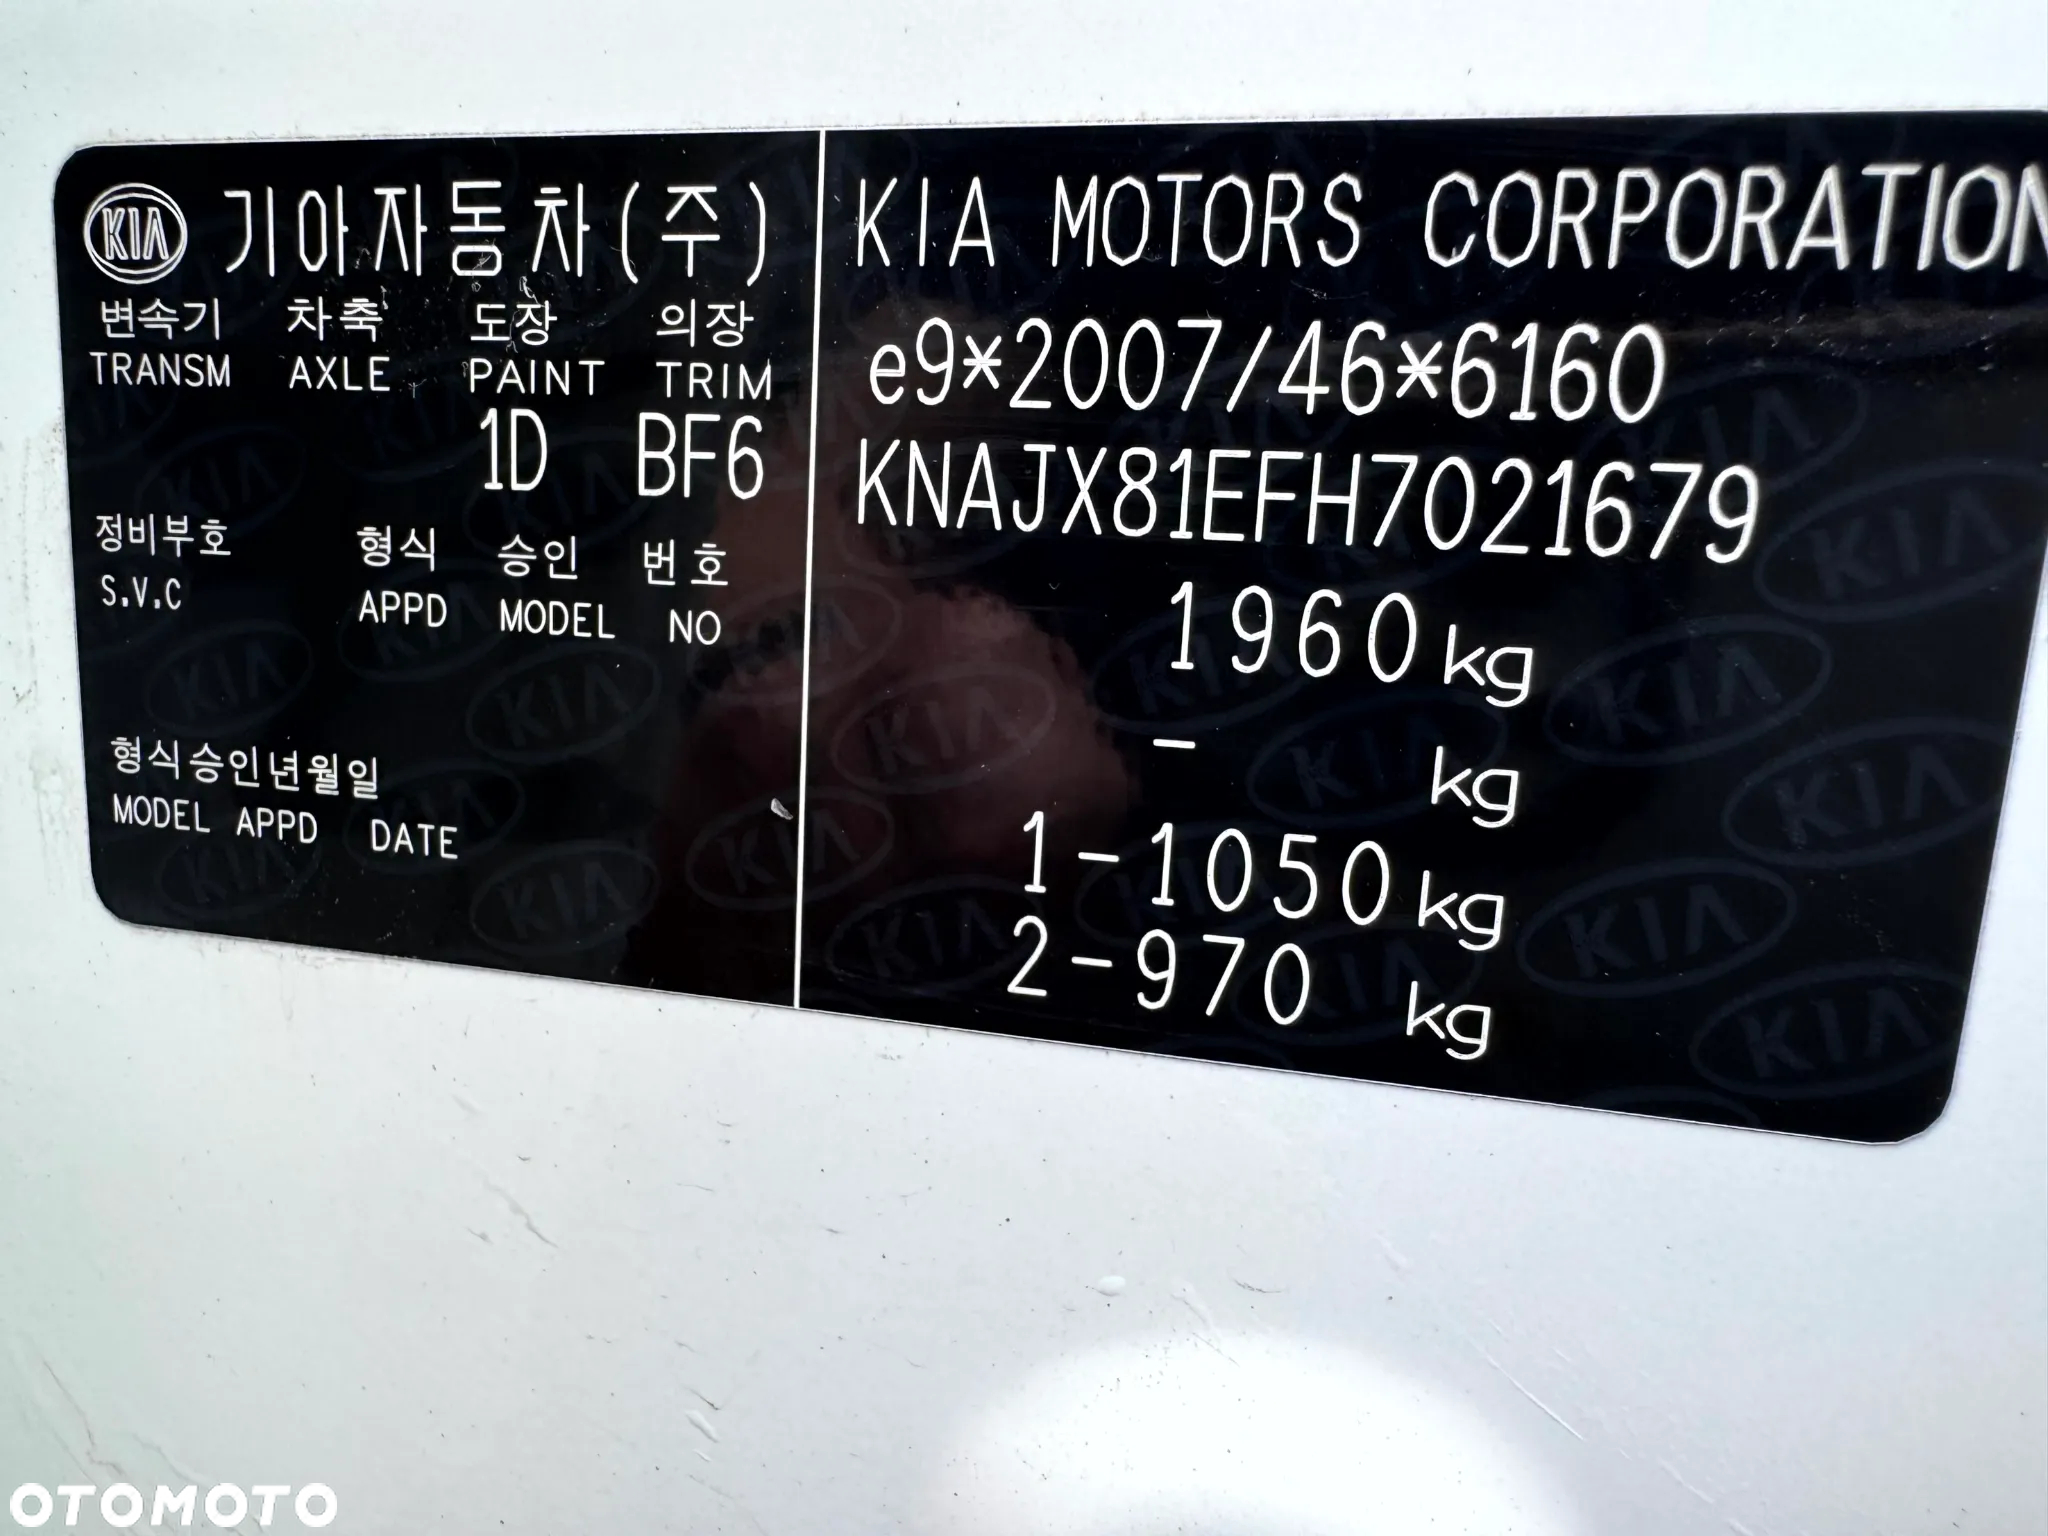 KIA 기아자동차(주)
변속기 차축 도장 의장
TRANSM AXLE PAINT TRIM
1D BF6
정비부호 형식 승인 번호
S.V.C APPD MODEL NO
형식승인년월일
MODEL APPD DATE
KIA MOTORS CORPORATION
e9*2007/46*6160
KNAJX81EFH7021679
1960 kg
- kg
1-1050 kg
2-970 kg
OTOMOTO